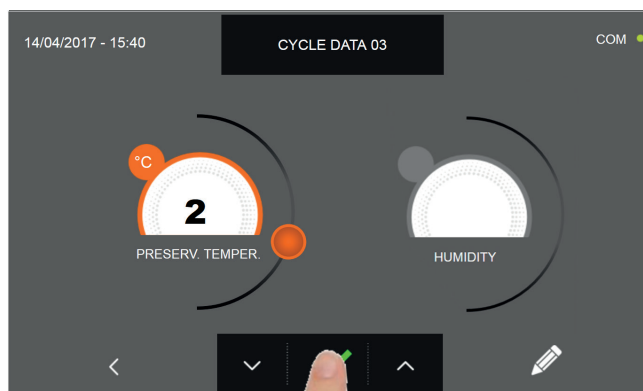 14/04/2017 - 15:40
CYCLE DATA 03
COM
°C
2
PRESERV. TEMPER.
HUMIDITY